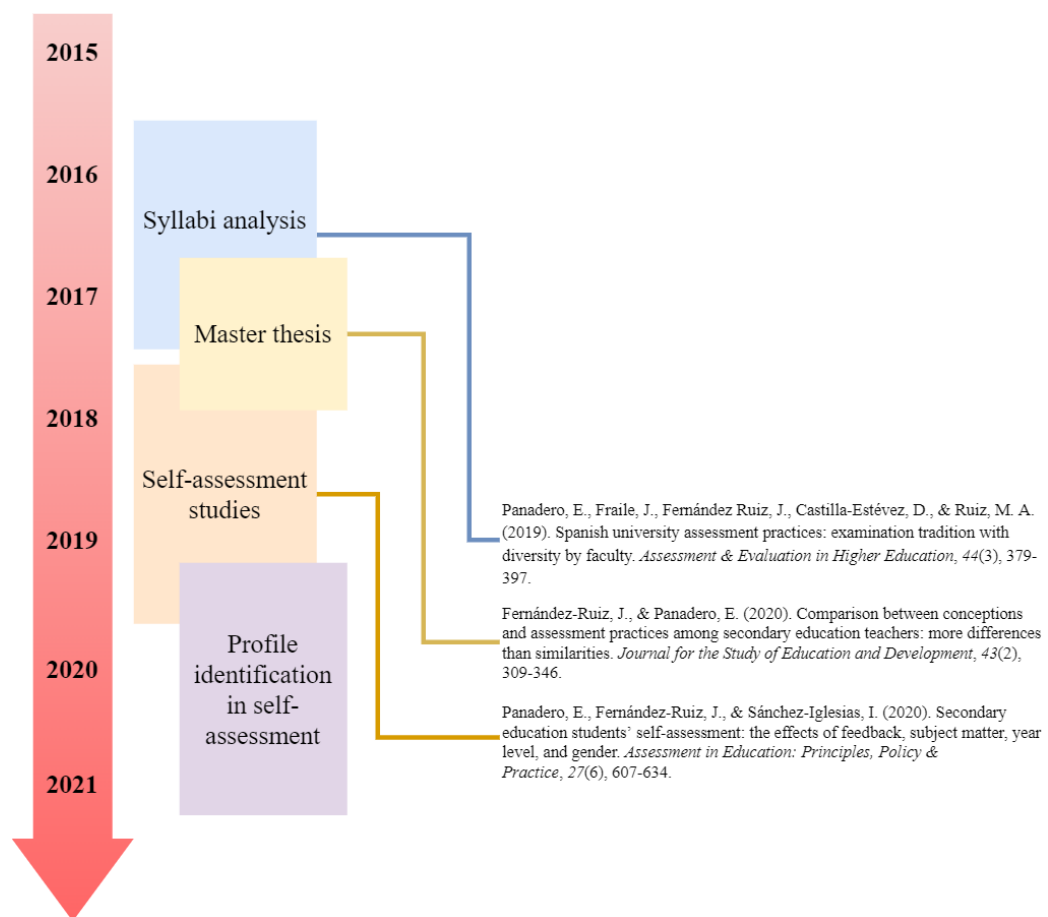 2015
2016
2017
2018
2019
2020
2021
Syllabi analysis
Master thesis
Self-assessment
studies
Profile
identification
in self-
assessment
Panadero, E., Fraile, J., Fernández Ruiz, J., Castilla-Estévez, D., & Ruiz, M. A.
(2019). Spanish university assessment practices: examination tradition with
diversity by faculty. Assessment & Evaluation in Higher Education, 44(3), 379-
397.
Fernández-Ruiz, J., & Panadero, E. (2020). Comparison between conceptions
and assessment practices among secondary education teachers: more differences
than similarities. Journal for the Study of Education and Development, 43(2),
309-346.
Panadero, E., Fernández-Ruiz, J., & Sánchez-Iglesias, I. (2020). Secondary
education students’ self-assessment: the effects of feedback, subject matter, year
level, and gender. Assessment in Education: Principles, Policy &
Practice, 27(6), 607-634.